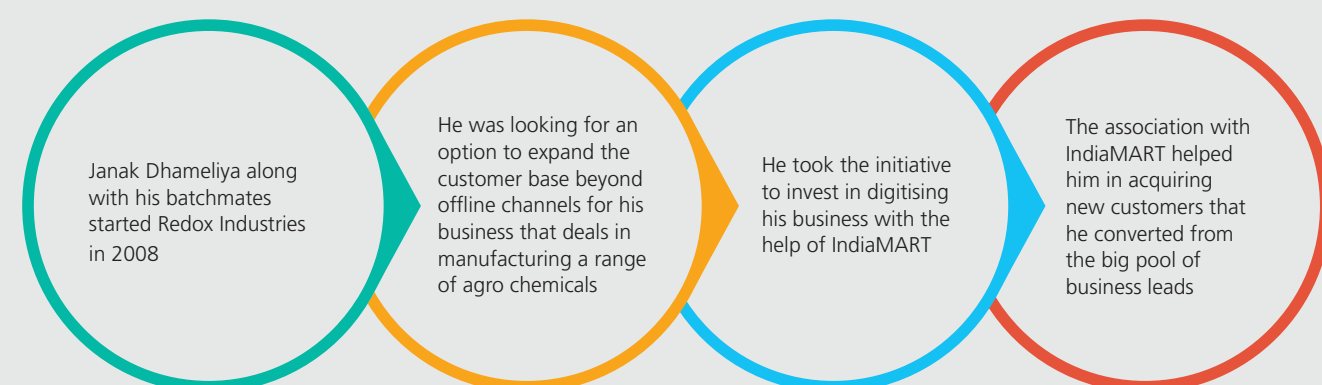 Janak Dhameliya along
with his batchmates
started Redox Industries
in 2008
He was looking for an
option to expand the
customer base beyond
offline channels for his
business that deals in
manufacturing a range
of agro chemicals
He took the initiative
to invest in digitising
his business with the
help of IndiaMART
The association with
IndiaMART helped
him in acquiring
new customers that
he converted from
the big pool of
business leads